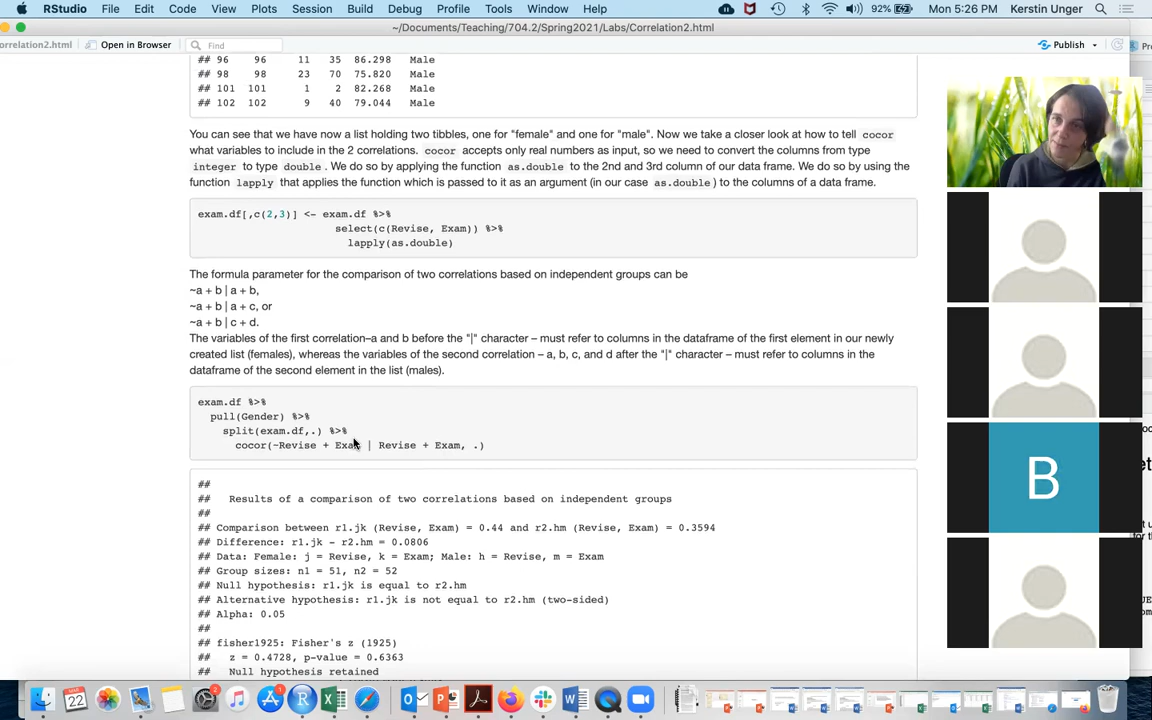 RStudio File Edit Code View Plots Session Build Debug Profile Tools Window Help 92% Mon 5:26 PM Kerstin Unger
~/Documents/Teaching/704.2/Spring2021/Labs/Correlation2.html
orrelation2.html Open in Browser Find Publish
## 96 96 11 35 86.298 Male
## 98 98 23 70 75.820 Male
## 101 101 1 2 82.268 Male
## 102 102 9 40 79.044 Male
You can see that we have now a list holding two tibbles, one for "female" and one for "male". Now we take a closer look at how to tell cocor
what variables to include in the 2 correlations. cocor accepts only real numbers as input, so we need to convert the columns from type
integer to type double. We do so by applying the function as.double to the 2nd and 3rd column of our data frame. We do so by using the
function lapply that applies the function which is passed to it as an argument (in our case as.double) to the columns of a data frame.
exam.df[,c(2,3)] <- exam.df %>%
select(c(Revise, Exam)) %>%
lapply(as.double)
The formula parameter for the comparison of two correlations based on independent groups can be
~a + b | a + b,
~a + b | a + c, or
~a + b | c + d.
The variables of the first correlation–a and b before the "|" character – must refer to columns in the dataframe of the first element in our newly
created list (females), whereas the variables of the second correlation – a, b, c, and d after the "|" character – must refer to columns in the
dataframe of the second element in the list (males).
exam.df %>%
pull(Gender) %>%
split(exam.df,.) %>%
cocor(~Revise + Exam | Revise + Exam, .)
##
## Results of a comparison of two correlations based on independent groups
##
## Comparison between r1.jk (Revise, Exam) = 0.44 and r2.hm (Revise, Exam) = 0.3594
## Difference: r1.jk - r2.hm = 0.0806
## Data: Female: j = Revise, k = Exam; Male: h = Revise, m = Exam
## Group sizes: n1 = 51, n2 = 52
## Null hypothesis: r1.jk is equal to r2.hm
## Alternative hypothesis: r1.jk is not equal to r2.hm (two-sided)
## Alpha: 0.05
##
## fisher1925: Fisher's z (1925)
## z = 0.4728, p-value = 0.6363
## Null hypothesis retained
B
MAR
22